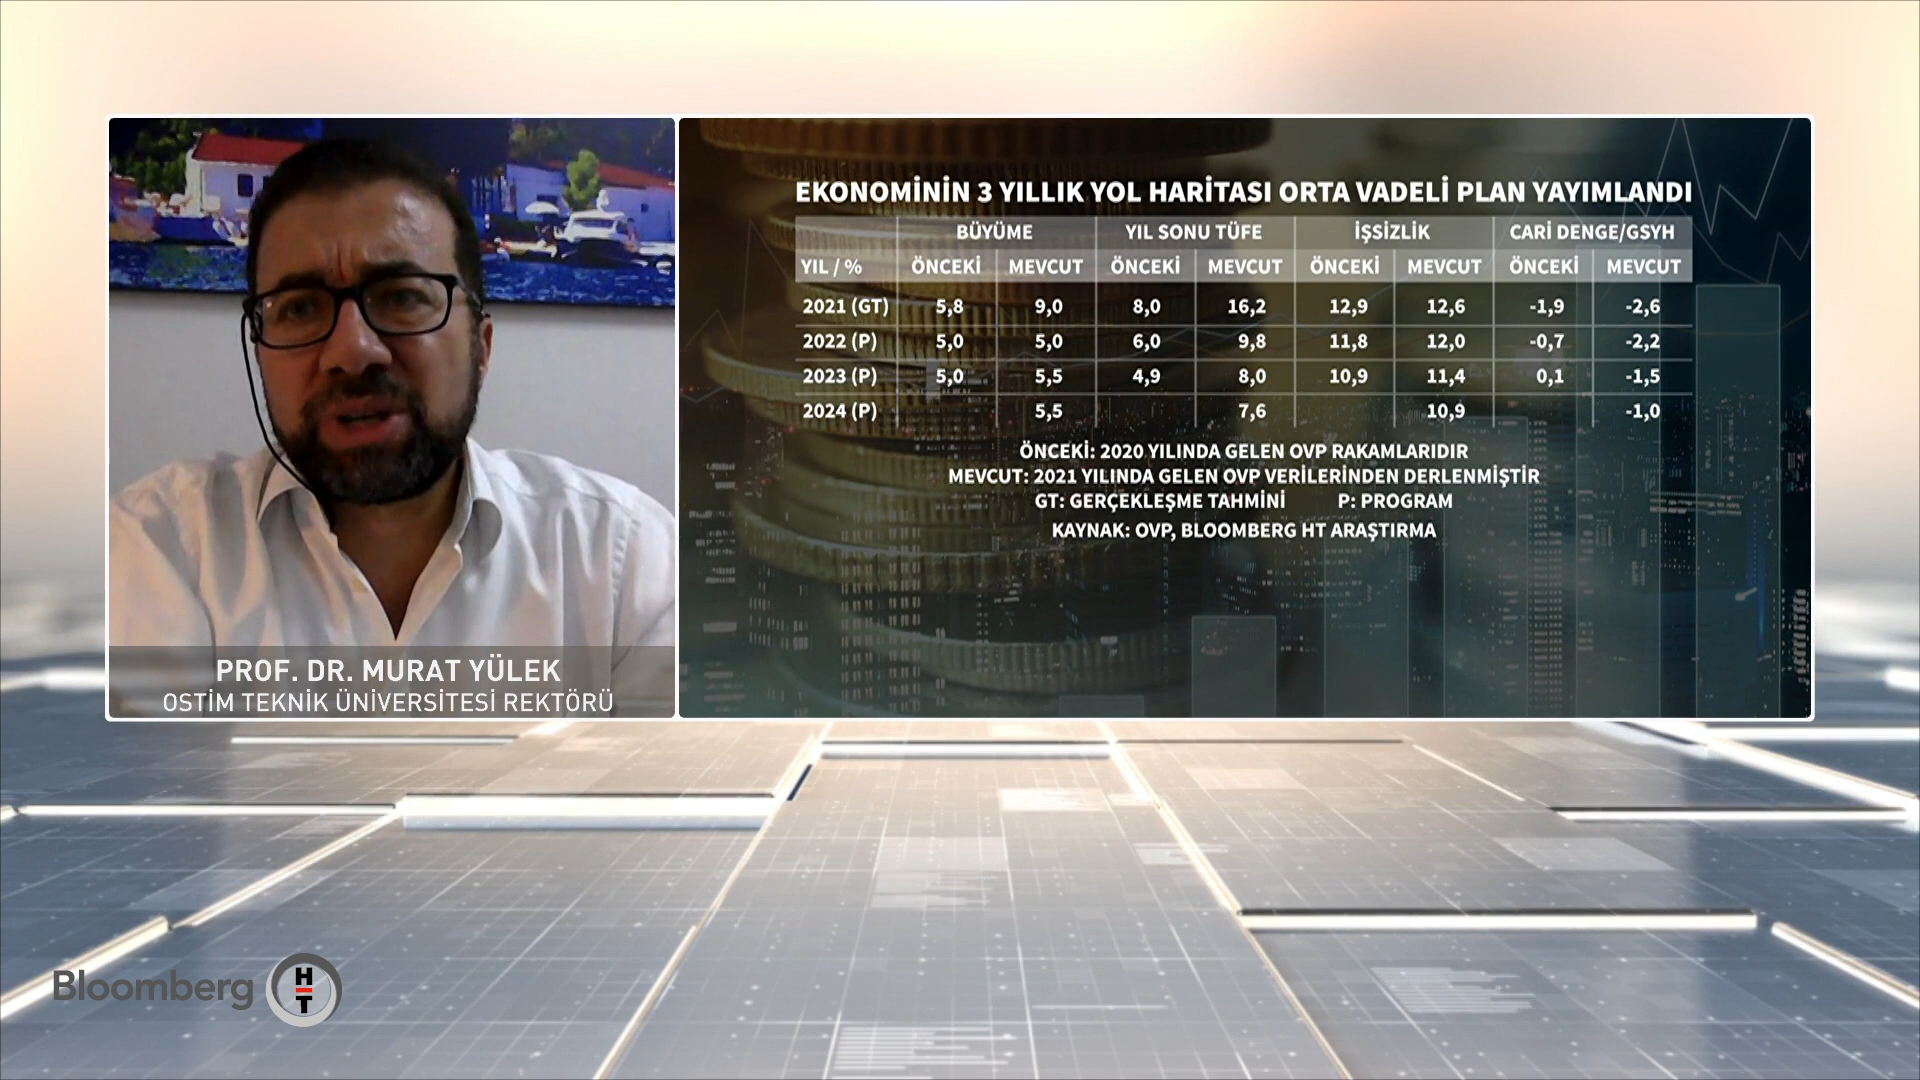 EKONOMİNİN 3 YILLIK YOL HARİTASI ORTA VADELİ PLAN YAYIMLANDI
BÜYÜME YIL SONU TÜFE İŞSİZLİK CARİ DENGE/GSYH
YIL / % ÖNCEKİ MEVCUT ÖNCEKİ MEVCUT ÖNCEKİ MEVCUT ÖNCEKİ MEVCUT
2021 (GT) 5,8 9,0 8,0 16,2 12,9 12,6 -1,9 -2,6
2022 (P) 5,0 5,0 6,0 9,8 11,8 12,0 -0,7 -2,2
2023 (P) 5,0 5,5 4,9 8,0 10,9 11,4 0,1 -1,5
2024 (P) 5,5 7,6 10,9 -1,0
ÖNCEKİ: 2020 YILINDA GELEN OVP RAKAMLARIDIR
MEVCUT: 2021 YILINDA GELEN OVP VERİLERİNDEN DERLENMİŞTİR
GT: GERÇEKLEŞME TAHMİNİ P: PROGRAM
KAYNAK: OVP, BLOOMBERG HT ARAŞTIRMA
PROF. DR. MURAT YÜLEK
OSTİM TEKNİK ÜNİVERSİTESİ REKTÖRÜ
Bloomberg HT